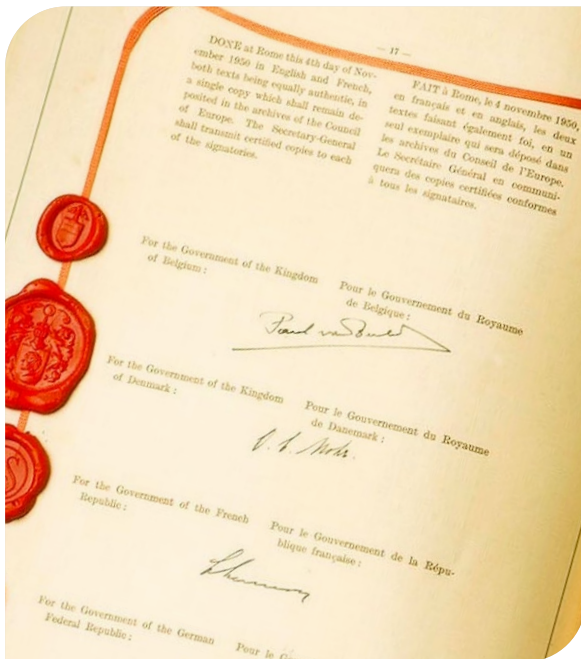 — 17 —
DONE at Rome this 4th day of Nov-
ember 1950 in English and French,
both texts being equally authentic, in
a single copy which shall remain de-
posited in the archives of the Council
of Europe. The Secretary-General
shall transmit certified copies to each
of the signatories.
FAIT à Rome, le 4 novembre 1950,
en français et en anglais, les deux
textes faisant également foi, en un
seul exemplaire qui sera déposé dans
les archives du Conseil de l'Europe.
Le Secrétaire Général en communi-
quera des copies certifiées conformes
à tous les signataires.
For the Government of the Kingdom
of Belgium :
Pour le Gouvernement du Royaume
de Belgique :
For the Government of the Kingdom
of Denmark :
Pour le Gouvernement du Royaume
de Danemark :
For the Government of the French
Republic :
Pour le Gouvernement de la Répu-
blique française :
For the Government of the German
Federal Republic :
Pour le